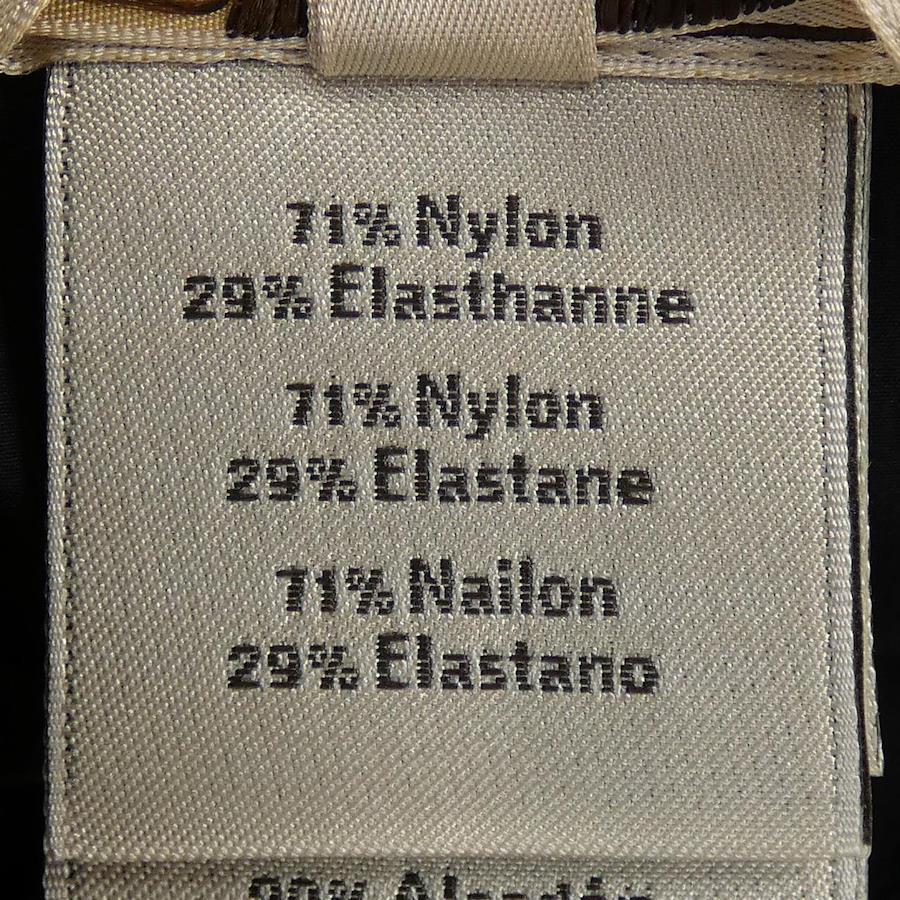 71% Nylon
29% Elasthanne
71% Nylon
29% Elastane
71% Nailon
29% Elastano